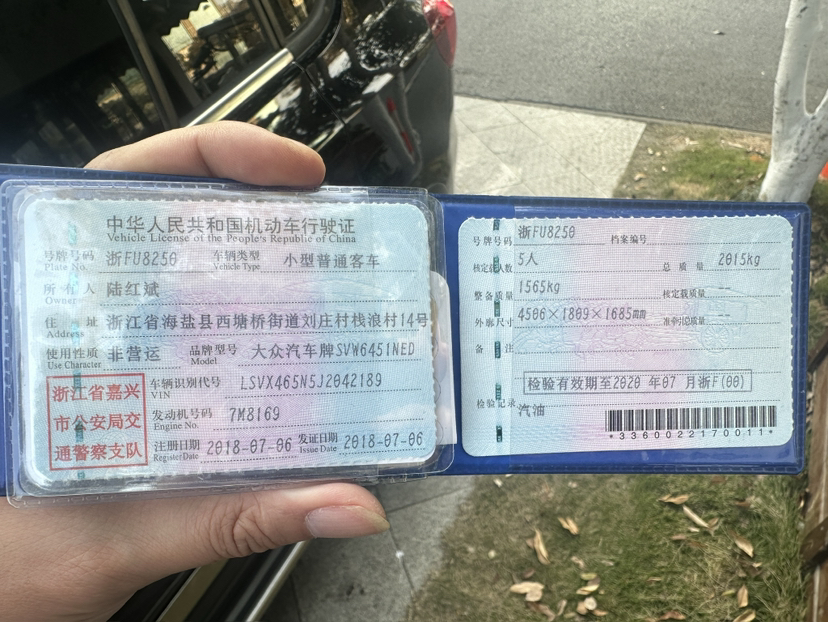 中华人民共和国机动车行驶证
Vehicle License of the People's Republic of China
号牌号码 浙FU8250 车辆类型 小型普通客车
Plate No. Vehicle Type
所有人 陆红斌
Owner
住址 浙江省海盐县西塘桥街道刘庄村栈浪村14号
Address
使用性质 非营运 品牌型号 大众汽车牌SVW6451NED
Use Character Model
浙江省嘉兴
市公安局交
通警察支队
车辆识别代号 LSVX465N5J2042189
VIN
发动机号码 7M8169
Engine No.
注册日期 2018-07-06 发证日期 2018-07-06
Register Date Issue Date
号牌号码 浙FU8250 档案编号
核定载人数 5人 总质量 2015kg
整备质量 1565kg 核定载质量 --
外廓尺寸 4506×1809×1685mm 准牵引总质量 --
备注
检验有效期至2020 年07 月浙F(00)
检验记录
汽油
*3360022170011*